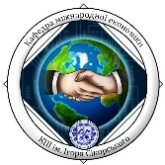 Кафедра міжнародної економіки
КПІ ім. Ігоря Сікорського